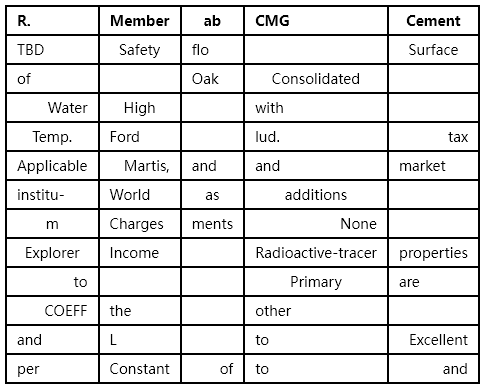 R. Member ab CMG Cement
TBD Safety flo Surface
of Oak Consolidated
Water High with
Temp. Ford lud. tax
Applicable Martis, and and market
institu- World as additions
m Charges ments None
Explorer Income Radioactive-tracer properties
to Primary are
COEFF the other
and L to Excellent
per Constant of to and